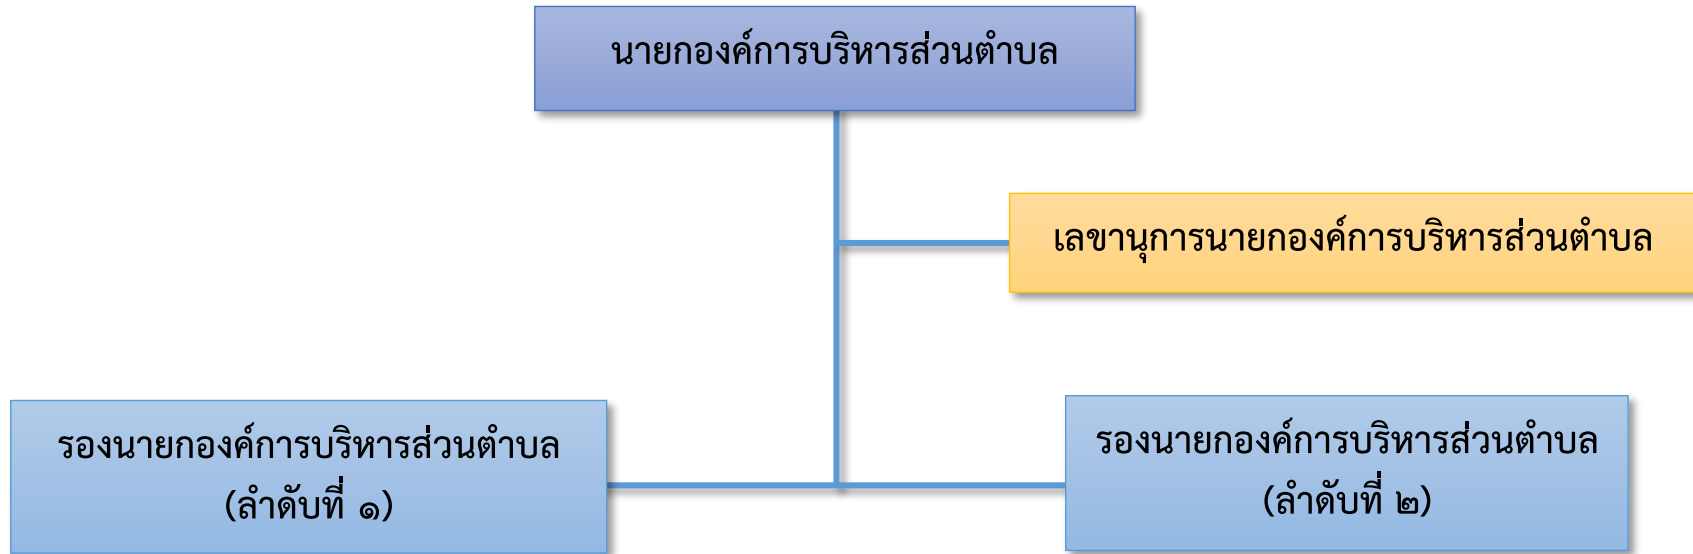 นายกองค์การบริหารส่วนตำบล
เลขานุการนายกองค์การบริหารส่วนตำบล
รองนายกองค์การบริหารส่วนตำบล
(ลำดับที่ ๑)
รองนายกองค์การบริหารส่วนตำบล
(ลำดับที่ ๒)